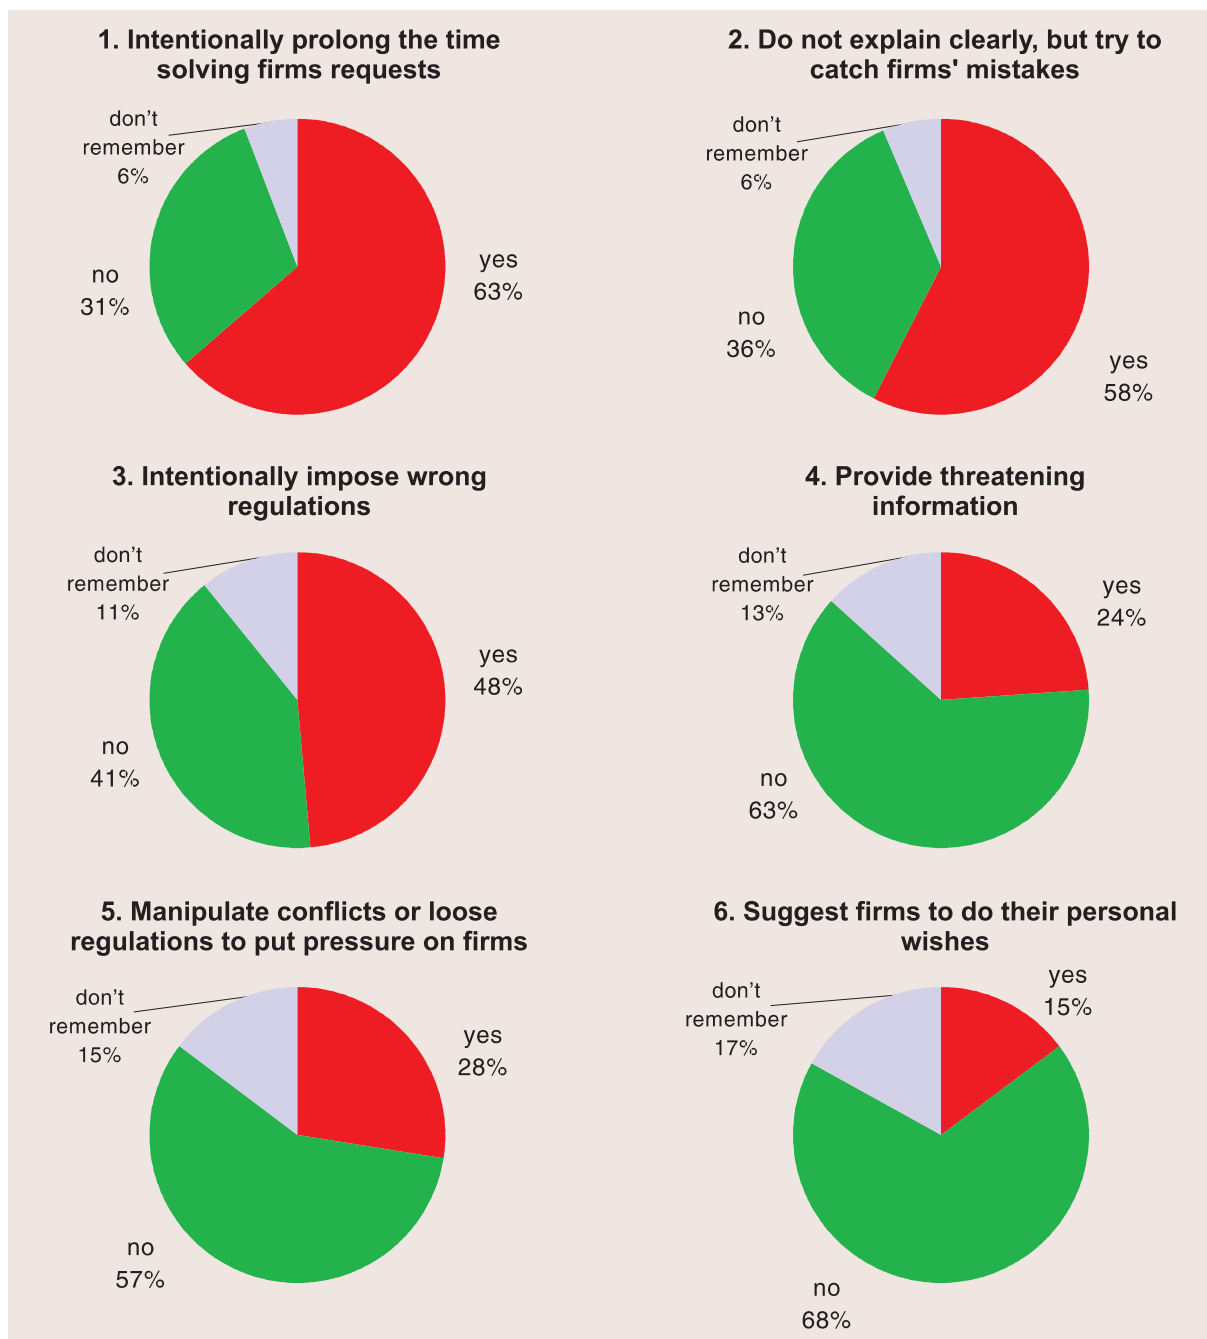 1. Intentionally prolong the time
solving firms requests
don't
remember
6%
no
31%
yes
63%
2. Do not explain clearly, but try to
catch firms' mistakes
don't
remember
6%
no
36%
yes
58%
3. Intentionally impose wrong
regulations
don't
remember
11%
no
41%
yes
48%
4. Provide threatening
information
don't
remember
13%
no
63%
yes
24%
5. Manipulate conflicts or loose
regulations to put pressure on firms
don't
remember
15%
no
57%
yes
28%
6. Suggest firms to do their personal
wishes
don't
remember
17%
no
68%
yes
15%